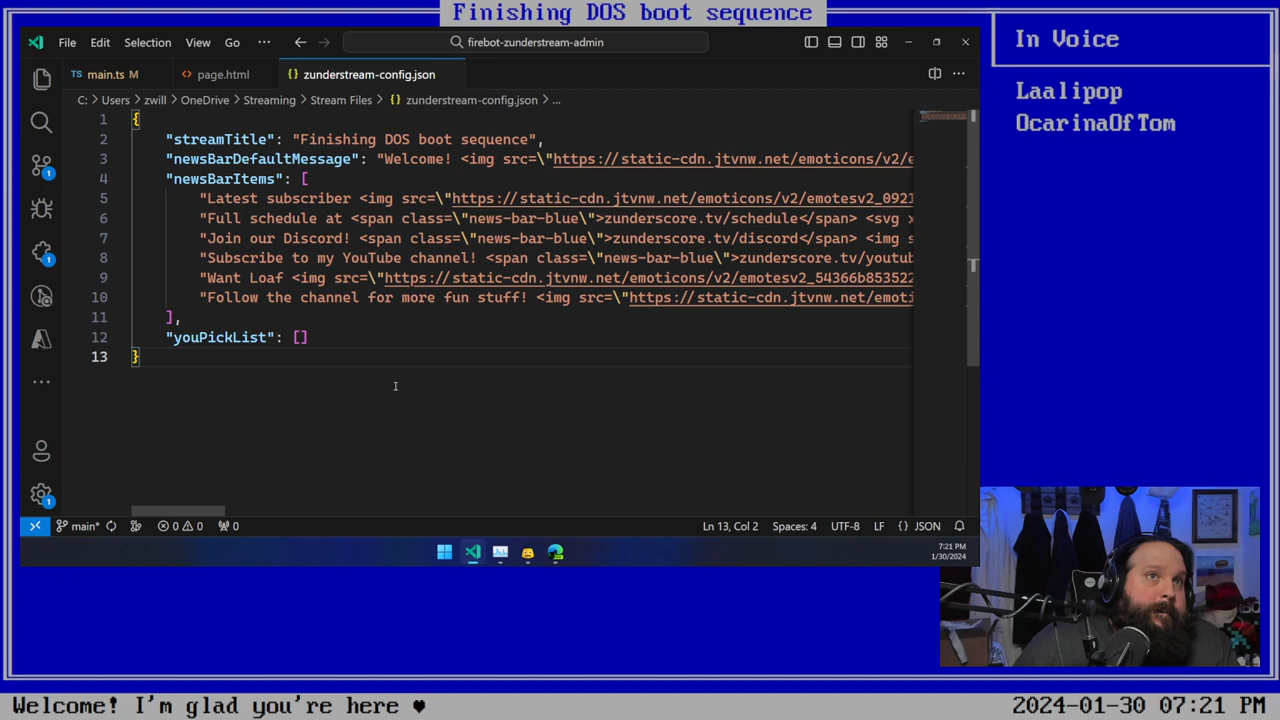 Finishing DOS boot sequence
In Voice
Laalipop
OcarinaOfTom
File Edit Selection View Go firebot-zunderstream-admin
TS main.ts M
<> page.html
{} zunderstream-config.json
C: > Users > zwill > OneDrive > Streaming > Stream Files > {} zunderstream-config.json > ...
1 {
2 "streamTitle": "Finishing DOS boot sequence",
3 "newsBarDefaultMessage": "Welcome! <img src=\"https://static-cdn.jtvnw.net/emoticons/v2/e
4 "newsBarItems": [
5 "Latest subscriber <img src=\"https://static-cdn.jtvnw.net/emoticons/v2/emotesv2_0921
6 "Full schedule at <span class=\"news-bar-blue\">zunderscore.tv/schedule</span> <svg x
7 "Join our Discord! <span class=\"news-bar-blue\">zunderscore.tv/discord</span> <img s
8 "Subscribe to my YouTube channel! <span class=\"news-bar-blue\">zunderscore.tv/youtub
9 "Want Loaf <img src=\"https://static-cdn.jtvnw.net/emoticons/v2/emotesv2_54366b853522
10 "Follow the channel for more fun stuff! <img src=\"https://static-cdn.jtvnw.net/emoti
11 ],
12 "youPickList": []
13 }
main* 0 0 0 Ln 13, Col 2 Spaces: 4 UTF-8 LF {} JSON
7:21 PM
1/30/2024
Welcome! I'm glad you're here ♥
2024-01-30 07:21 PM